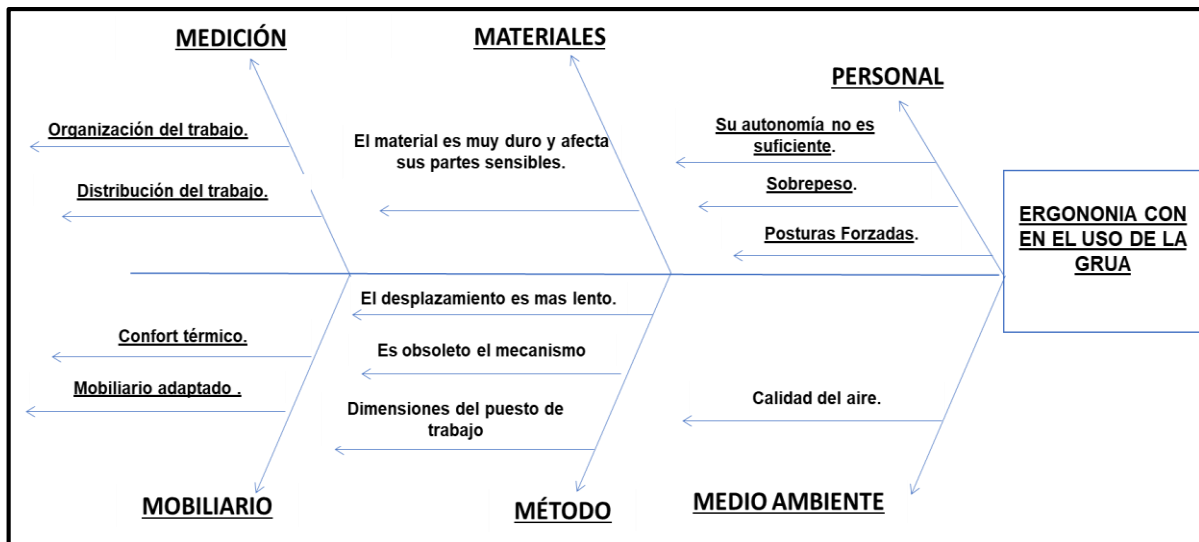 MEDICIÓN
MATERIALES
PERSONAL
Organización del trabajo.
Distribución del trabajo.
El material es muy duro y afecta
sus partes sensibles.
Su autonomía no es
suficiente.
Sobrepeso.
Posturas Forzadas.
ERGONONIA CON
EN EL USO DE LA
GRUA
Confort térmico.
Mobiliario adaptado .
El desplazamiento es mas lento.
Es obsoleto el mecanismo
Dimensiones del puesto de
trabajo
Calidad del aire.
MOBILIARIO
MÉTODO
MEDIO AMBIENTE